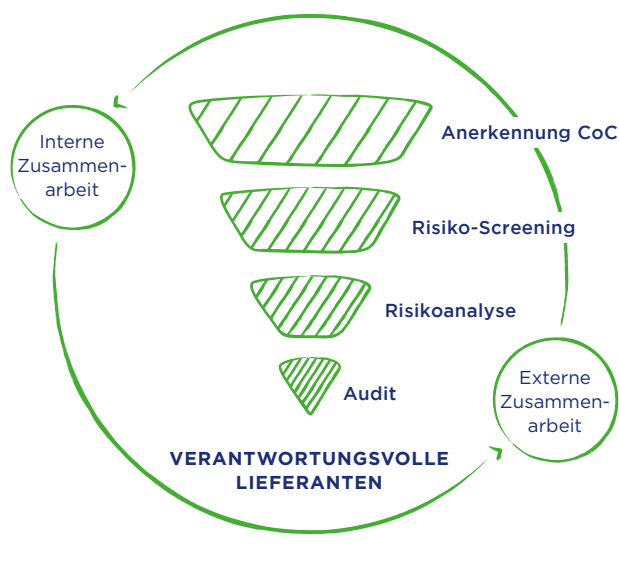 Anerkennung CoC
Interne
Zusammen-
arbeit
Risiko-Screening
Risikoanalyse
Externe
Zusammen-
arbeit
Audit
VERANTWORTUNGSVOLLE
LIEFERANTEN